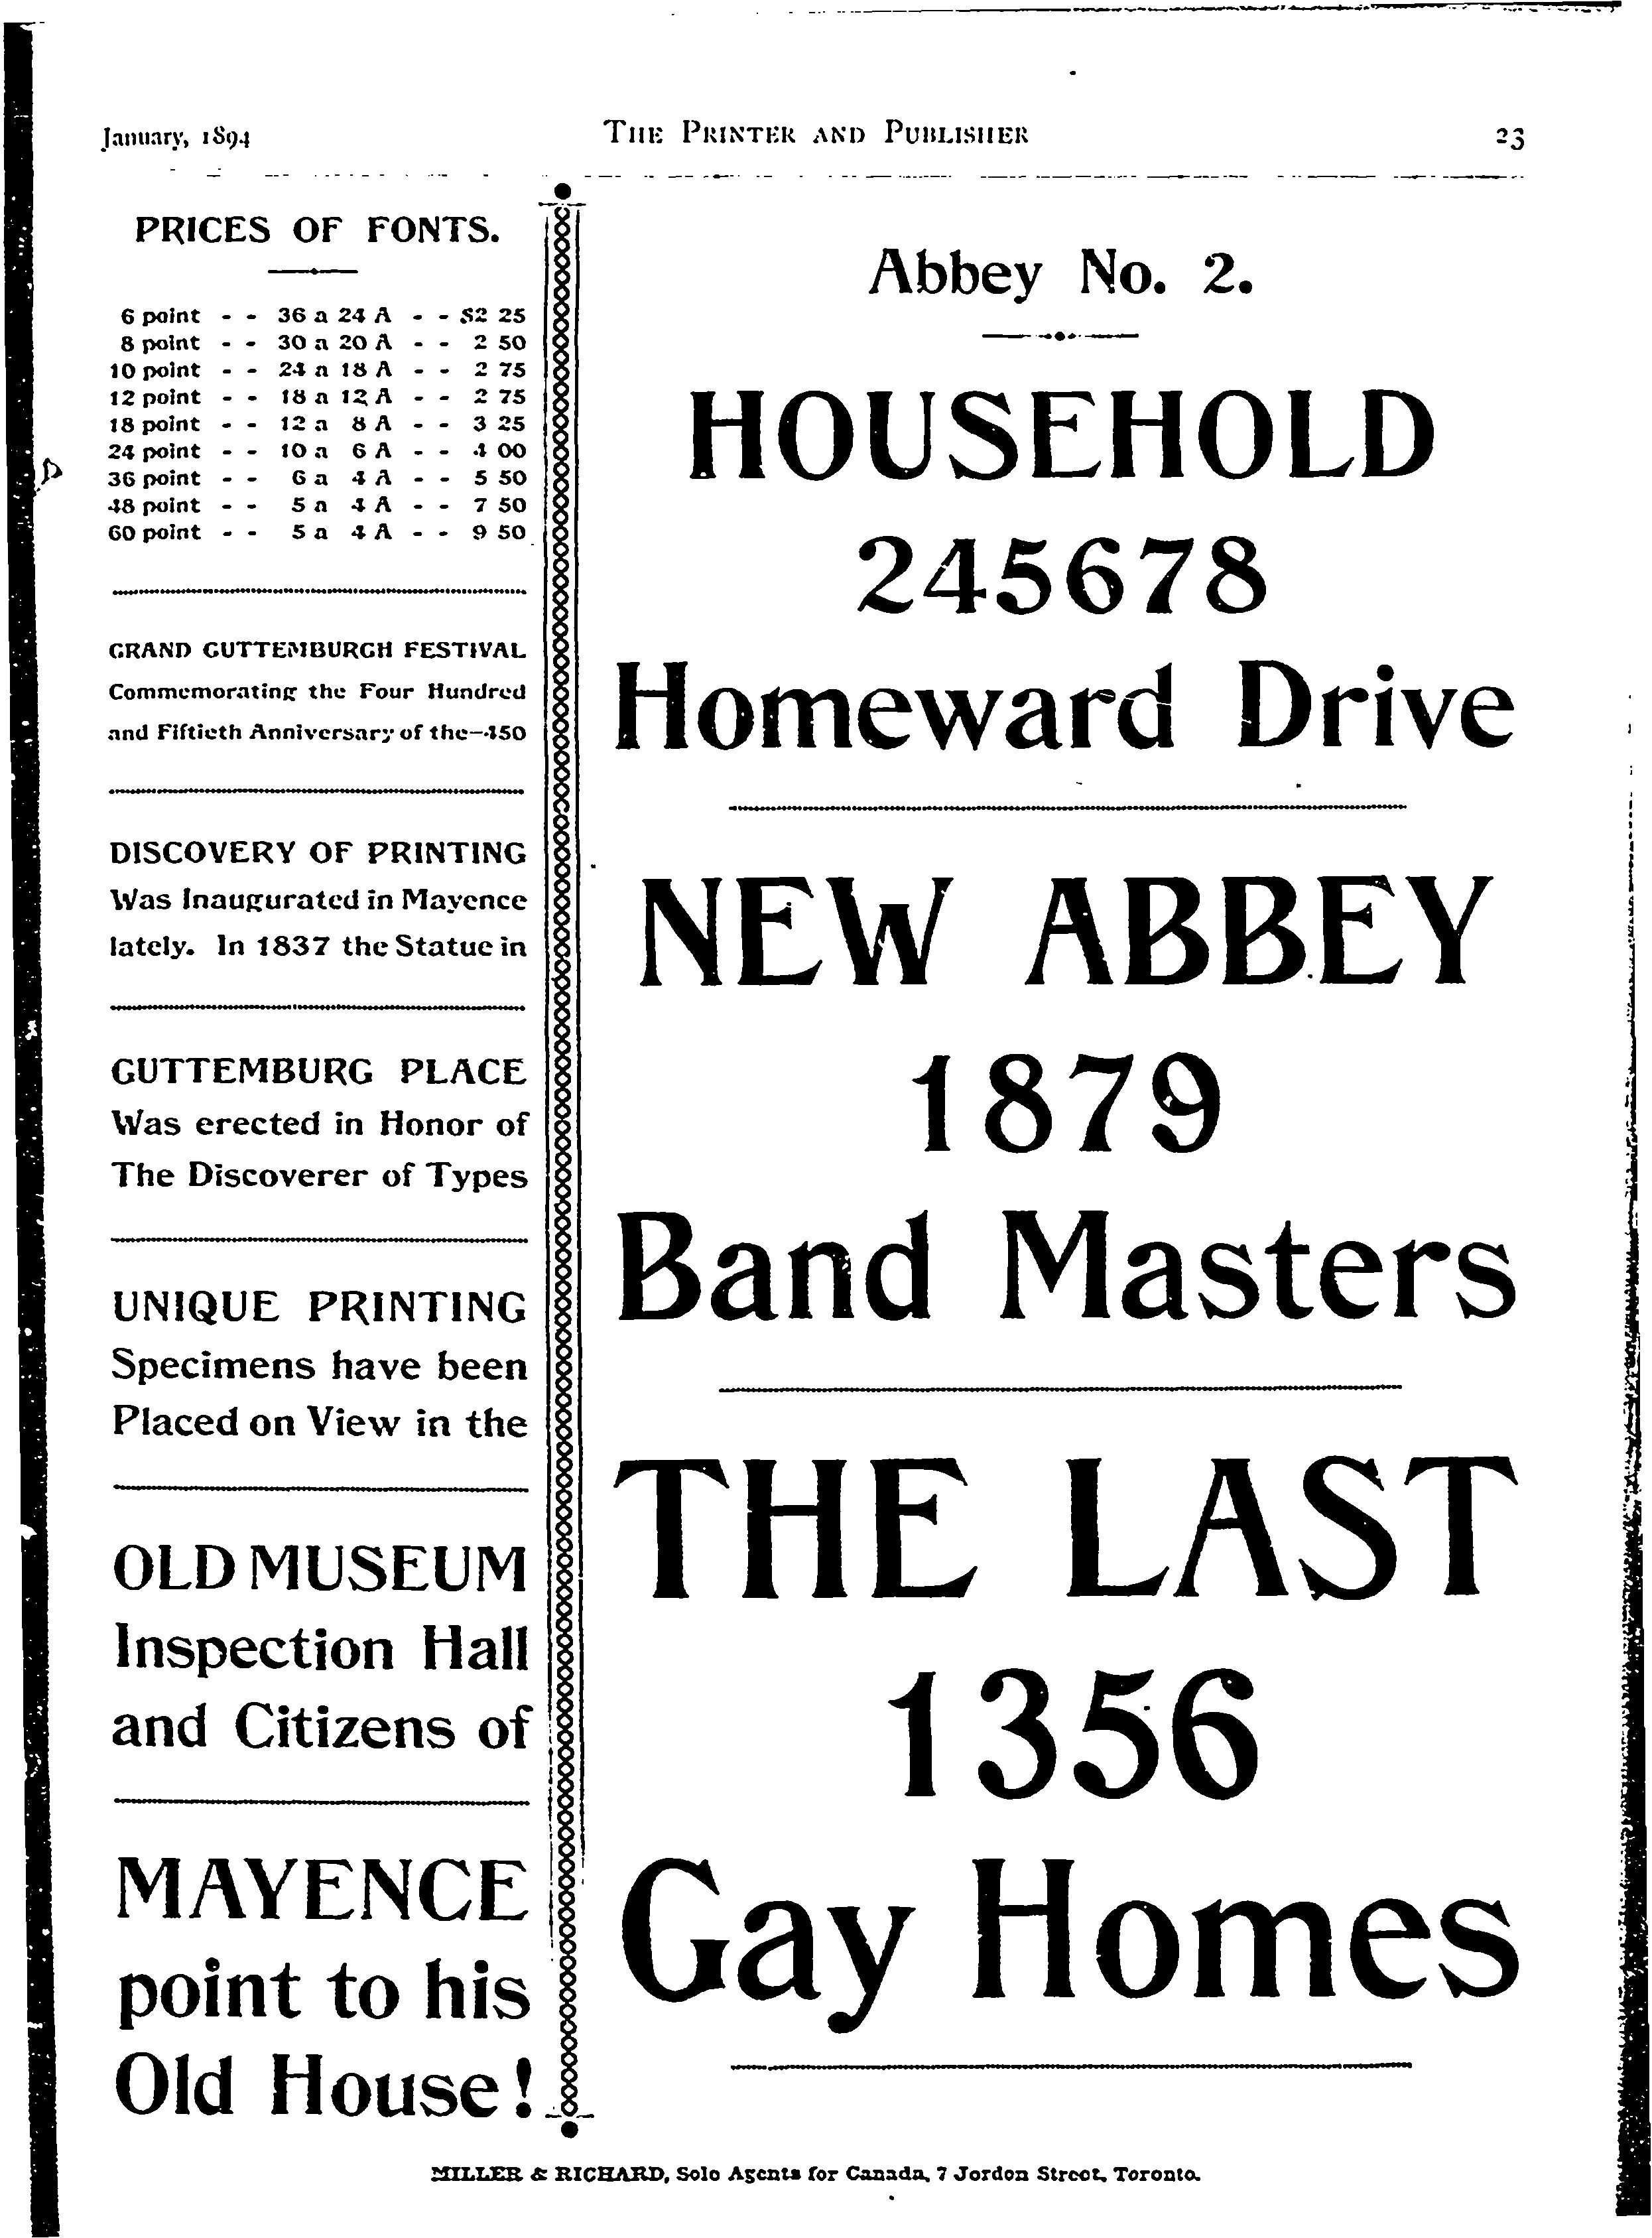 January, 1894 THE PRINTER AND PUBLISHER 23
PRICES OF FONTS.
6 point - - 36 a 24 A - - $2 25
8 point - - 30 a 20 A - - 2 50
10 point - - 24 a 18 A - - 2 75
12 point - - 18 a 12 A - - 2 75
18 point - - 12 a 8 A - - 3 25
24 point - - 10 a 6 A - - 4 00
36 point - - 6 a 4 A - - 5 50
48 point - - 5 a 4 A - - 7 50
60 point - - 5 a 4 A - - 9 50
GRAND GUTTEMBURGH FESTIVAL
Commemorating the Four Hundred
and Fiftieth Anniversary of the—450
DISCOVERY OF PRINTING
Was Inaugurated in Mayence
lately. In 1837 the Statue in
GUTTEMBURG PLACE
Was erected in Honor of
The Discoverer of Types
UNIQUE PRINTING
Specimens have been
Placed on View in the
OLD MUSEUM
Inspection Hall
and Citizens of
MAYENCE
point to his
Old House!
Abbey No. 2.
HOUSEHOLD
245678
Homeward Drive
NEW ABBEY
1879
Band Masters
THE LAST
1356
Gay Homes
MILLER & RICHARD, Sole Agents for Canada, 7 Jordon Street, Toronto.